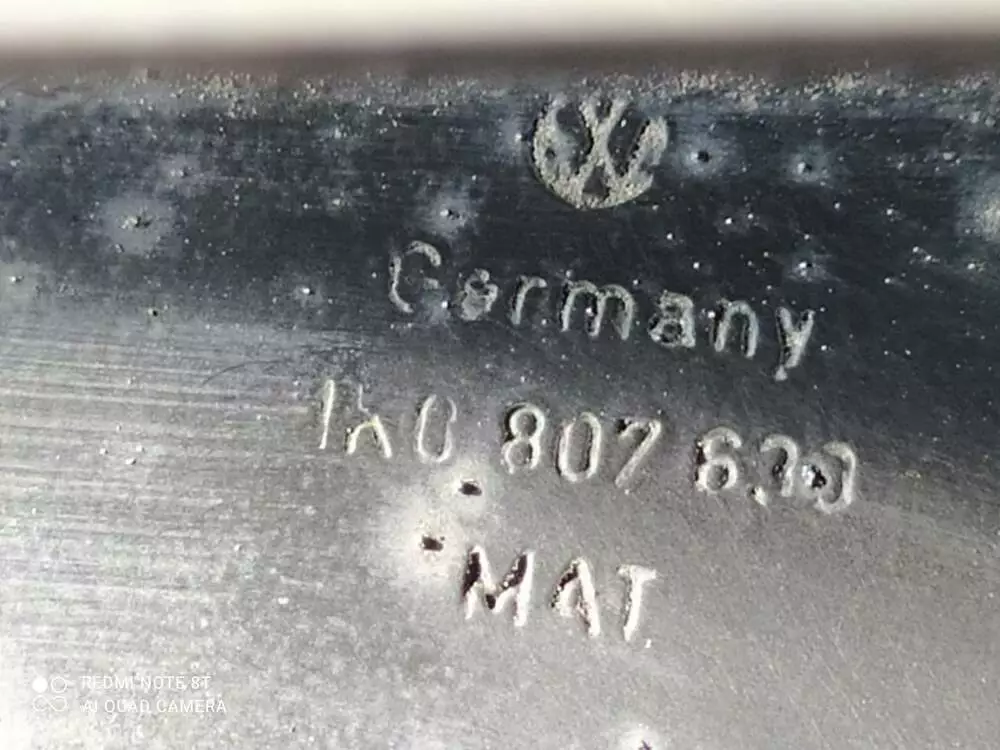 Germany
1K0 807 630
MAT
REDMI NOTE 8T
AI QUAD CAMERA